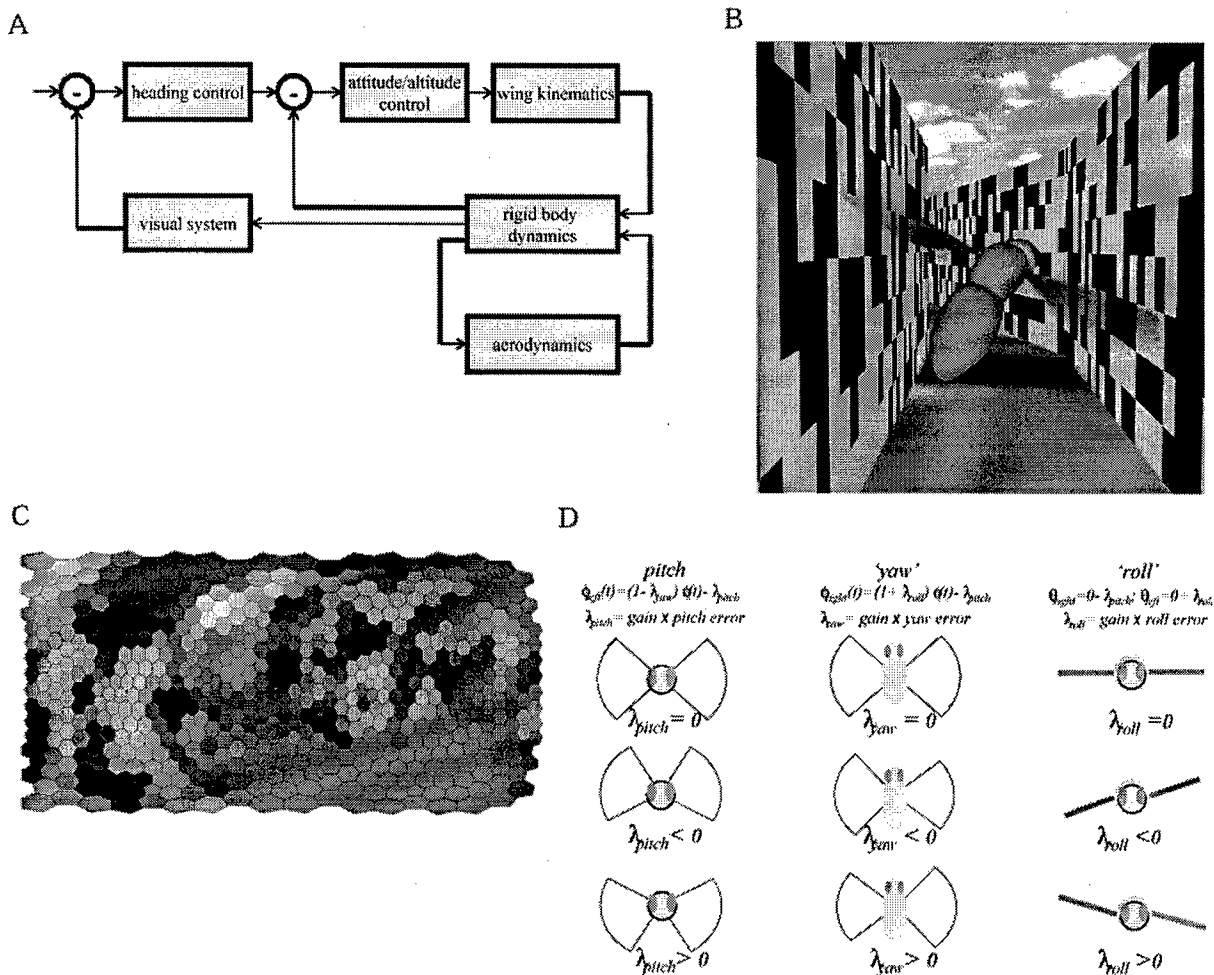 A
B
-
heading control
-
attitude/altitude
control
wing kinematics
visual system
rigid body
dynamics
aerodynamics
C
D
pitch
'yaw'
'roll'
λpitch = gain x pitch error
λyaw = gain x yaw error
λroll = gain x roll error
λpitch = 0
λyaw = 0
λroll = 0
λpitch < 0
λyaw < 0
λroll < 0
λpitch > 0
λyaw > 0
λroll > 0